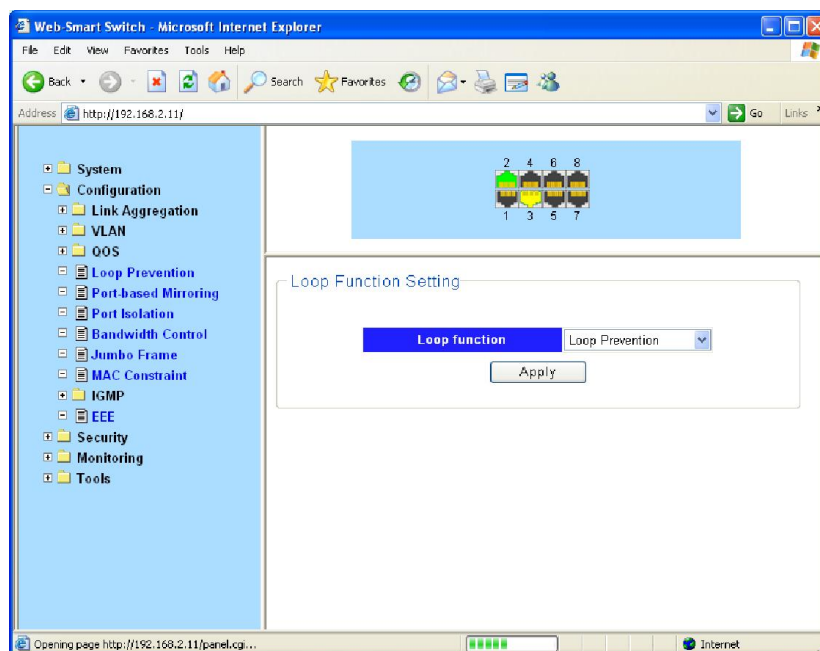 Web-Smart Switch - Microsoft Internet Explorer
File Edit View Favorites Tools Help
Back Search Favorites
Address http://192.168.2.11/ Go Links
System
Configuration
Link Aggregation
VLAN
QOS
Loop Prevention
Port-based Mirroring
Port Isolation
Bandwidth Control
Jumbo Frame
MAC Constraint
IGMP
EEE
Security
Monitoring
Tools
2 4 6 8
1 3 5 7
Loop Function Setting
Loop function Loop Prevention
Apply
Opening page http://192.168.2.11/panel.cgi... Internet